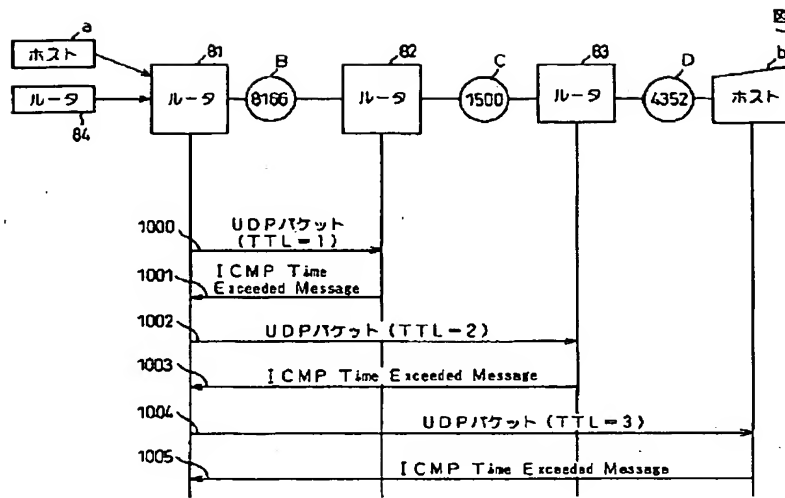 図
a
ホスト
ルータ
84
81
ルータ
B
8166
82
ルータ
C
1500
83
ルータ
D
4352
b
ホスト
1000
UDPパケット
(TTL=1)
1001
ICMP Time
Exceeded Message
1002
UDPパケット (TTL=2)
1003
ICMP Time Exceeded Message
1004
UDPパケット (TTL=3)
1005
ICMP Time Exceeded Message